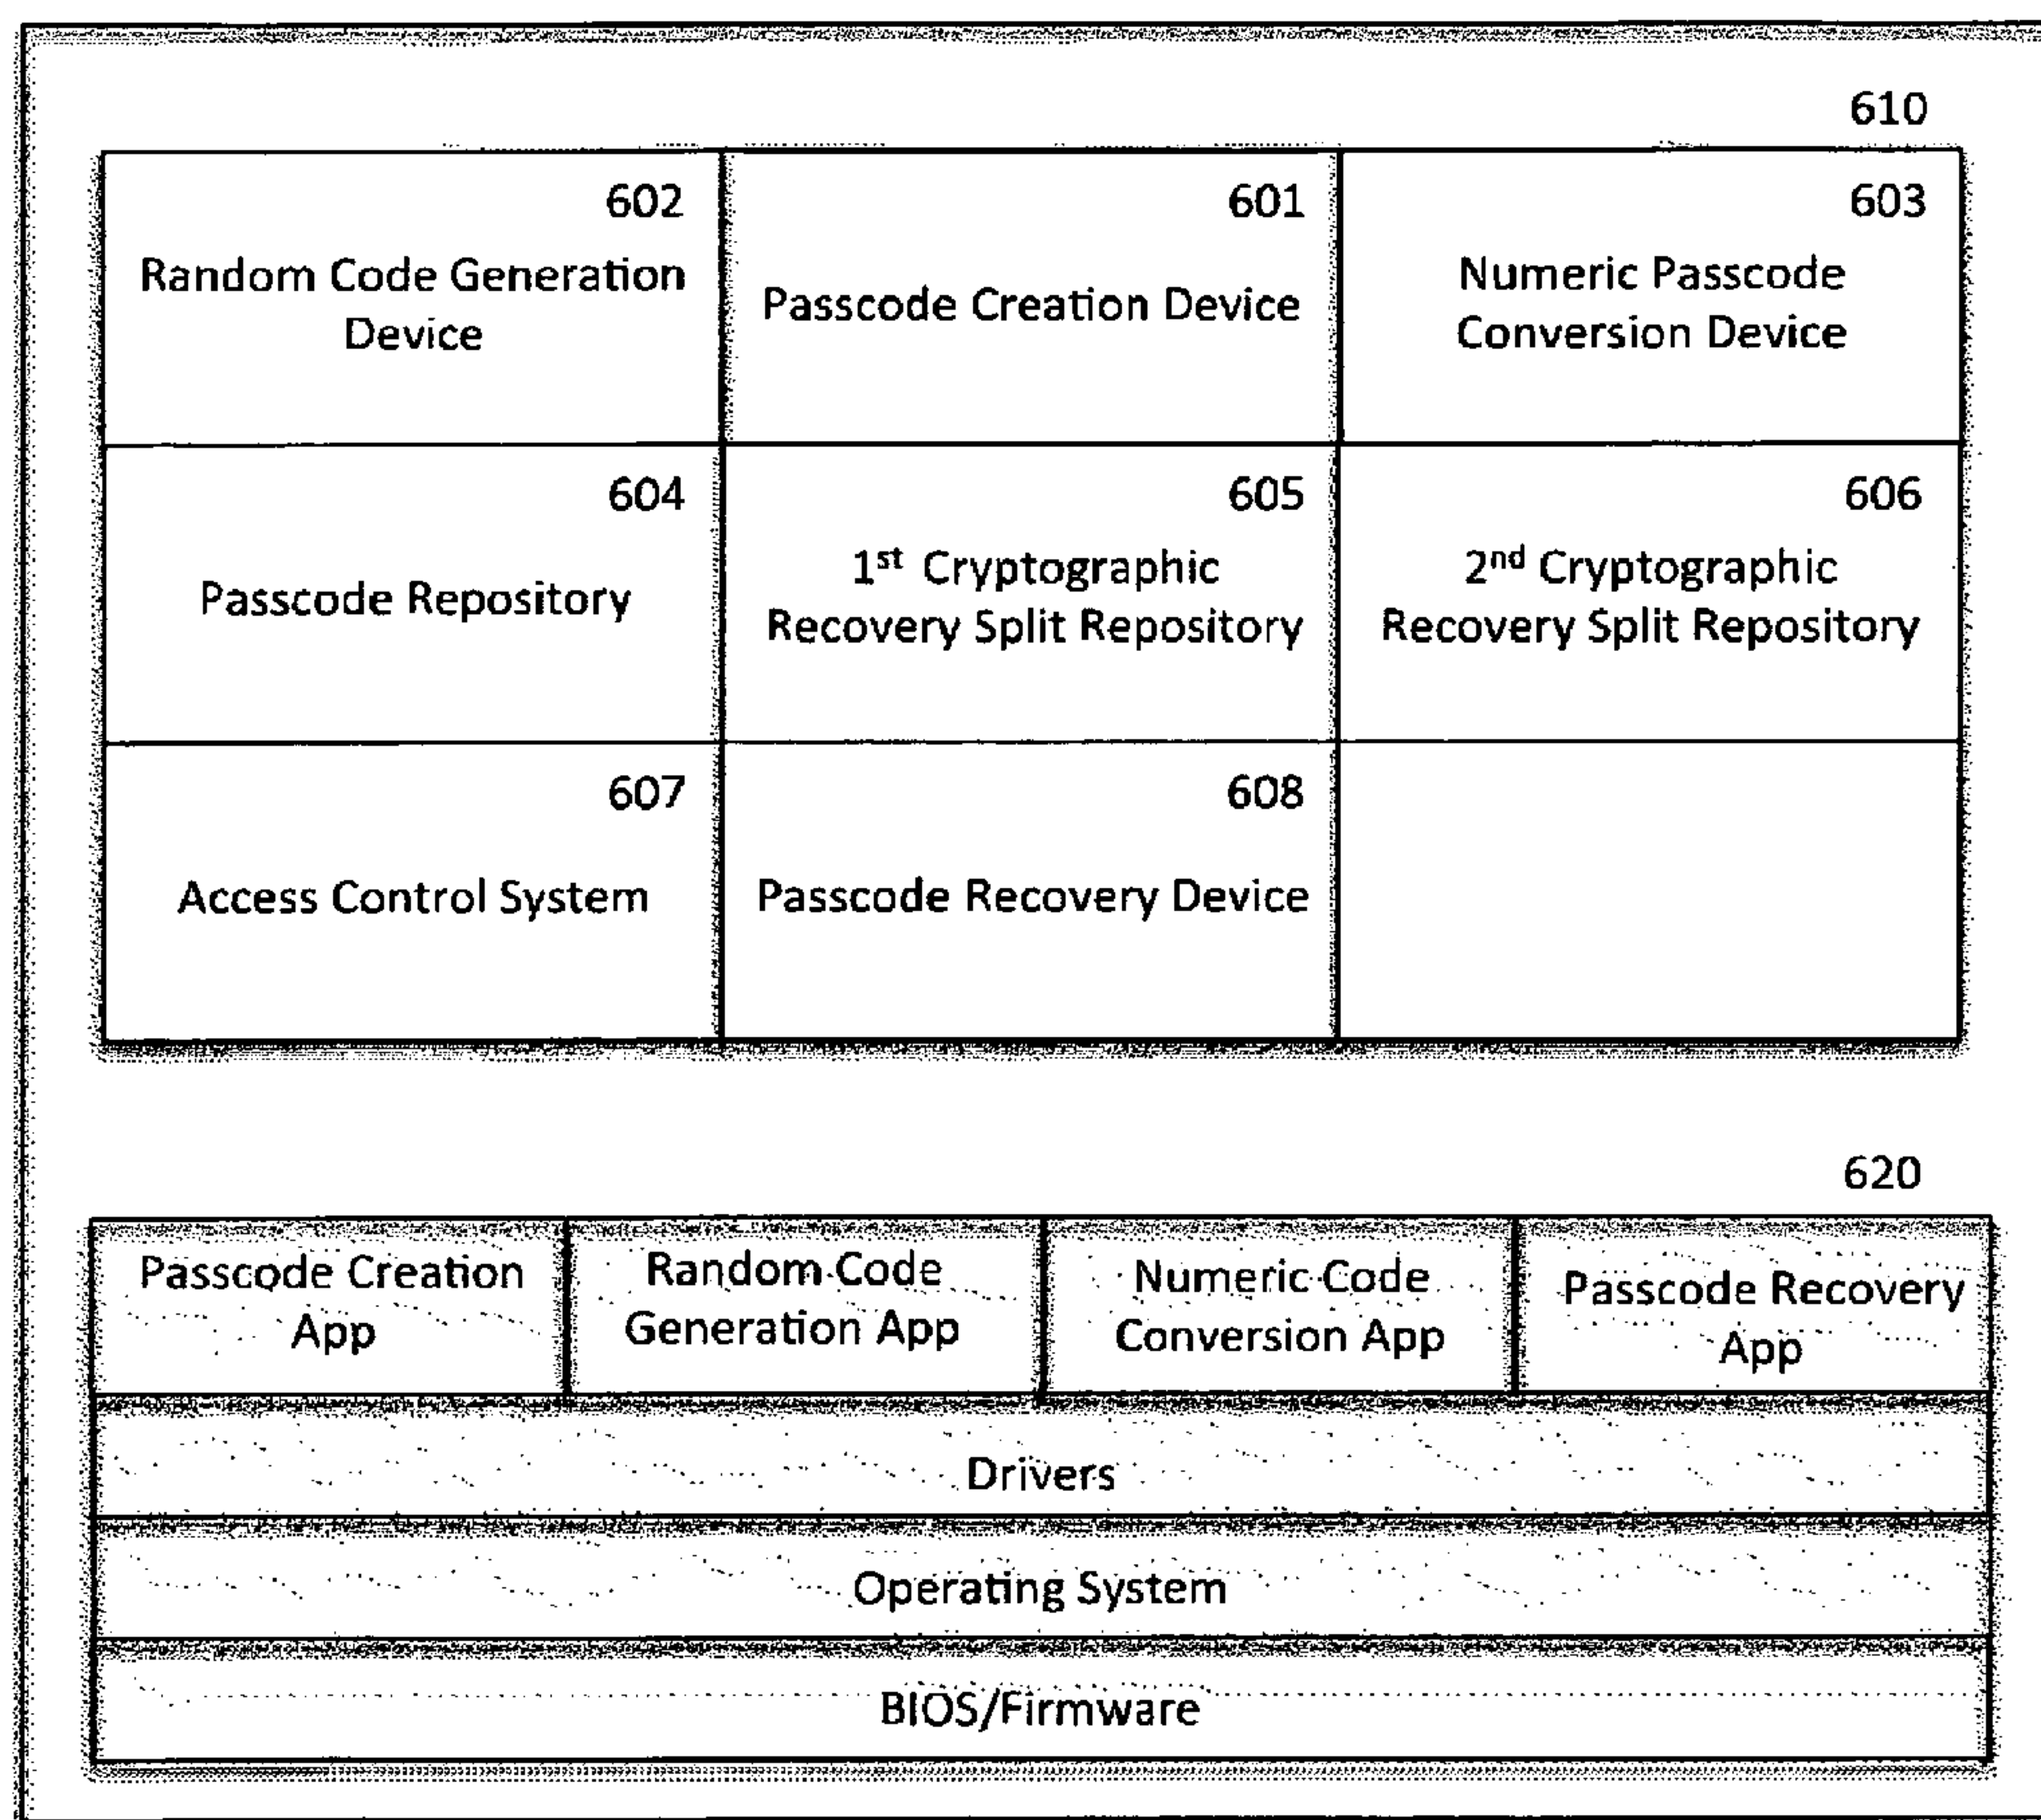 610
602
Random Code Generation
Device
601
Passcode Creation Device
603
Numeric Passcode
Conversion Device
604
Passcode Repository
605
1st Cryptographic
Recovery Split Repository
606
2nd Cryptographic
Recovery Split Repository
607
Access Control System
608
Passcode Recovery Device
620
Passcode Creation
App
Random Code
Generation App
Numeric Code
Conversion App
Passcode Recovery
App
Drivers
Operating System
BIOS/Firmware